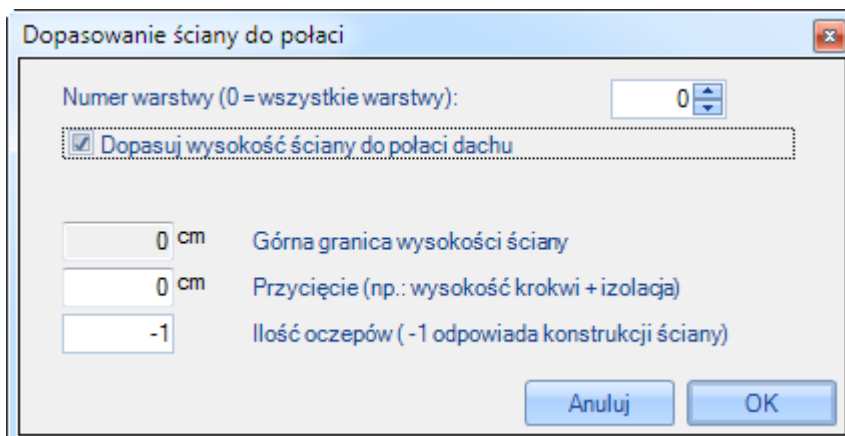 Dopasowanie ściany do połaci
Numer warstwy (0 = wszystkie warstwy): 0
Dopasuj wysokość ściany do połaci dachu
0 cm Górna granica wysokości ściany
0 cm Przycięcie (np.: wysokość krokwi + izolacja)
-1 Ilość oczepów ( -1 odpowiada konstrukcji ściany)
Anuluj OK